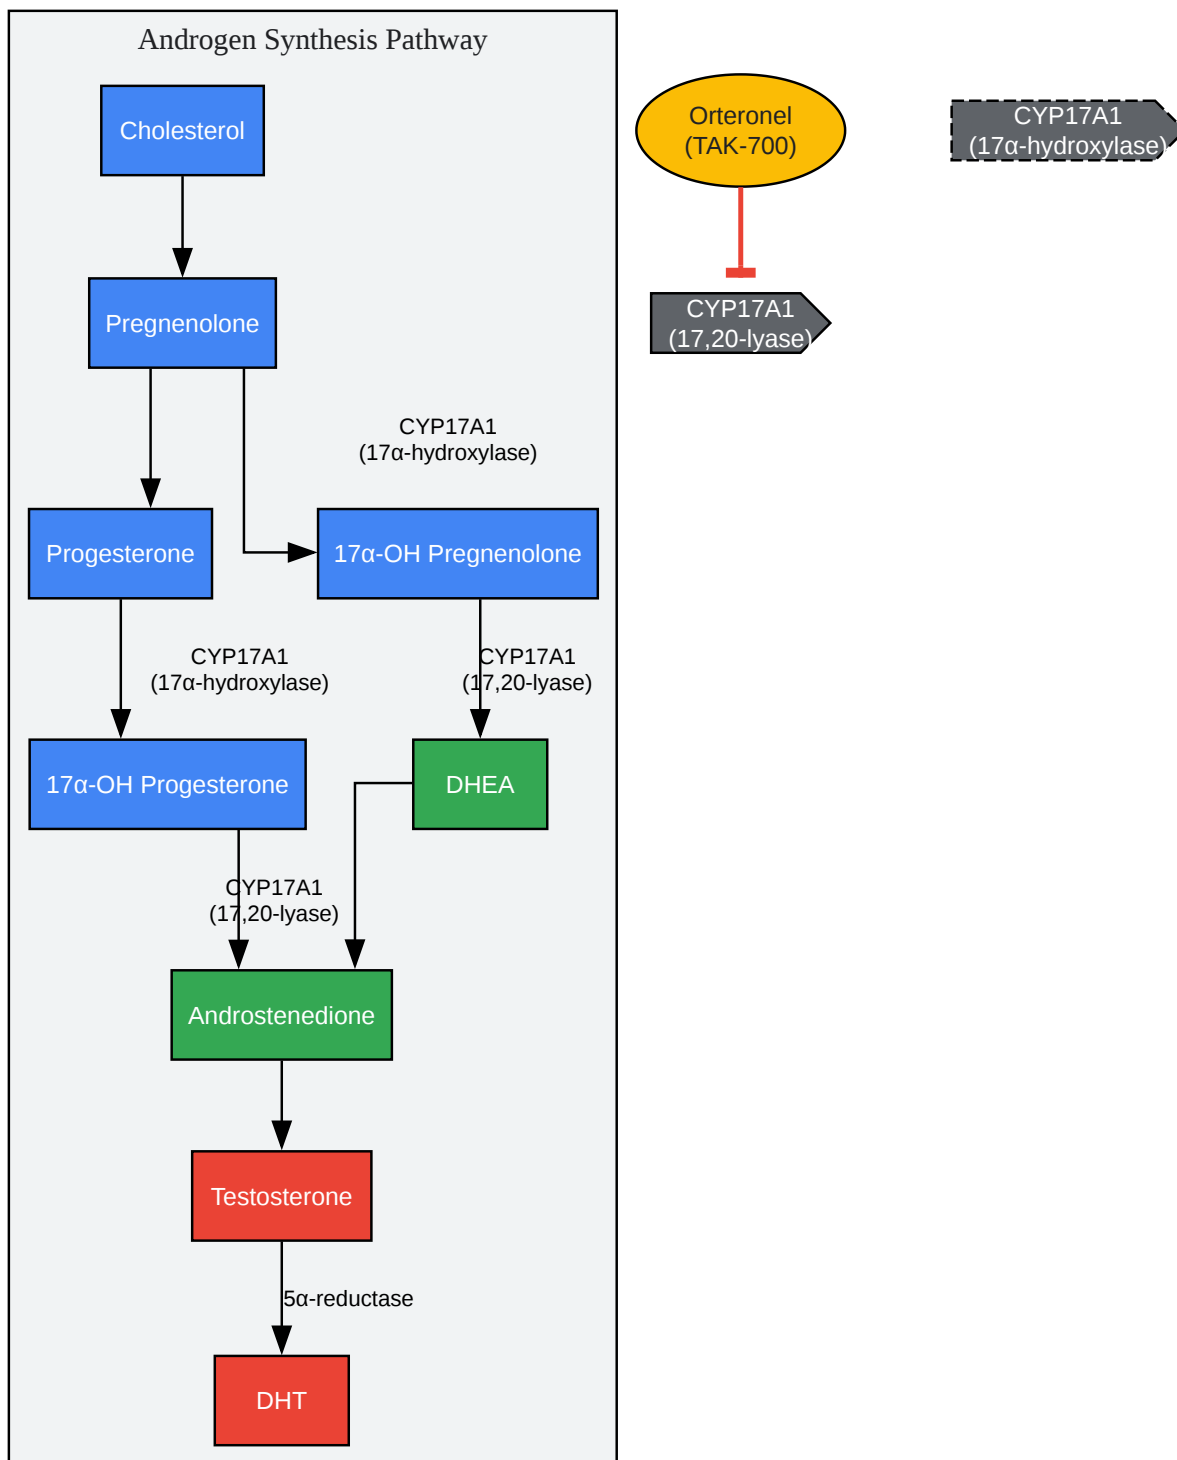 Androgen Synthesis Pathway
Cholesterol
Orteronel
(TAK-700)
CYP17A1
(17α-hydroxylase)
Pregnenolone
CYP17A1
(17,20-lyase)
CYP17A1
(17α-hydroxylase)
Progesterone
17α-OH Pregnenolone
CYP17A1
(17α-hydroxylase)
CYP17A1
(17,20-lyase)
17α-OH Progesterone
DHEA
CYP17A1
(17,20-lyase)
Androstenedione
Testosterone
5α-reductase
DHT